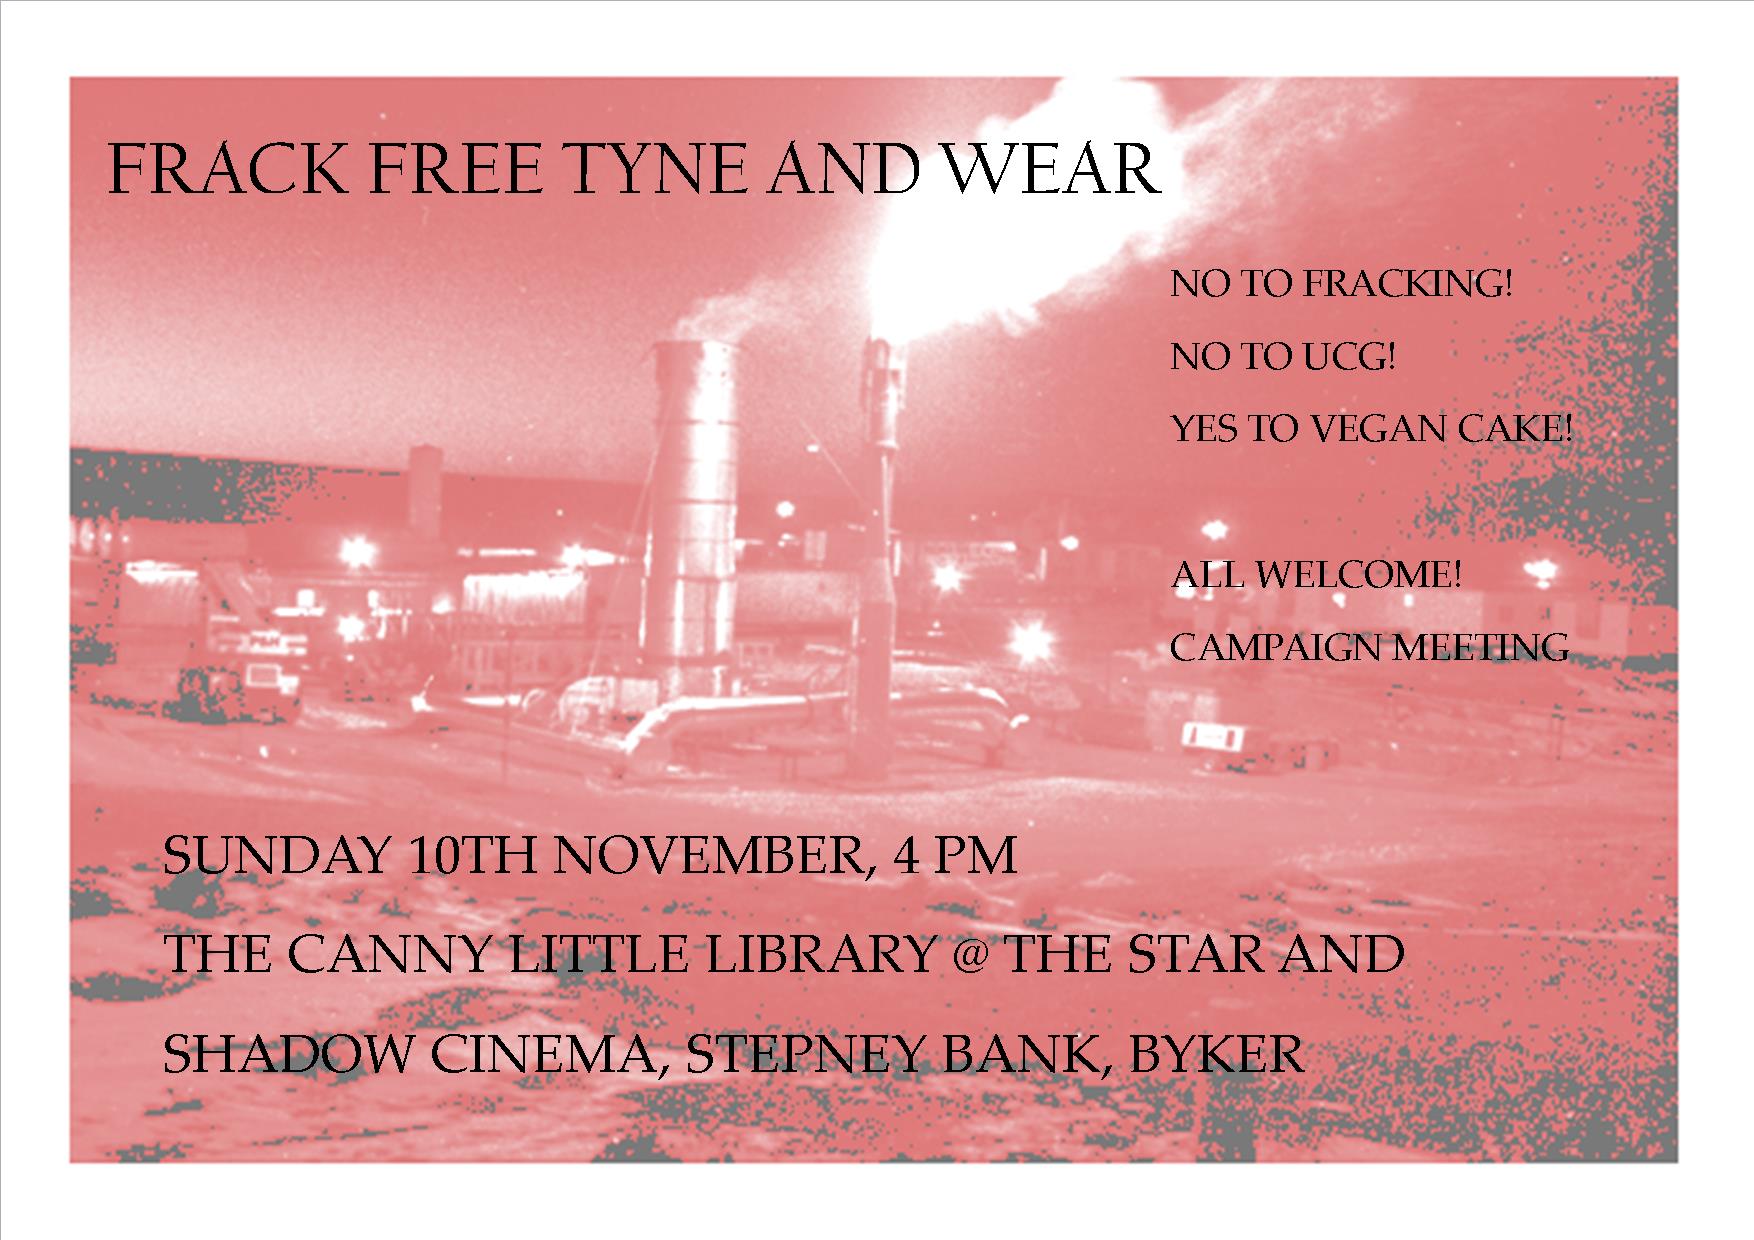 FRACK FREE TYNE AND WEAR
NO TO FRACKING!
NO TO UCG!
YES TO VEGAN CAKE!
ALL WELCOME!
CAMPAIGN MEETING
SUNDAY 10TH NOVEMBER, 4 PM
THE CANNY LITTLE LIBRARY @ THE STAR AND
SHADOW CINEMA, STEPNEY BANK, BYKER